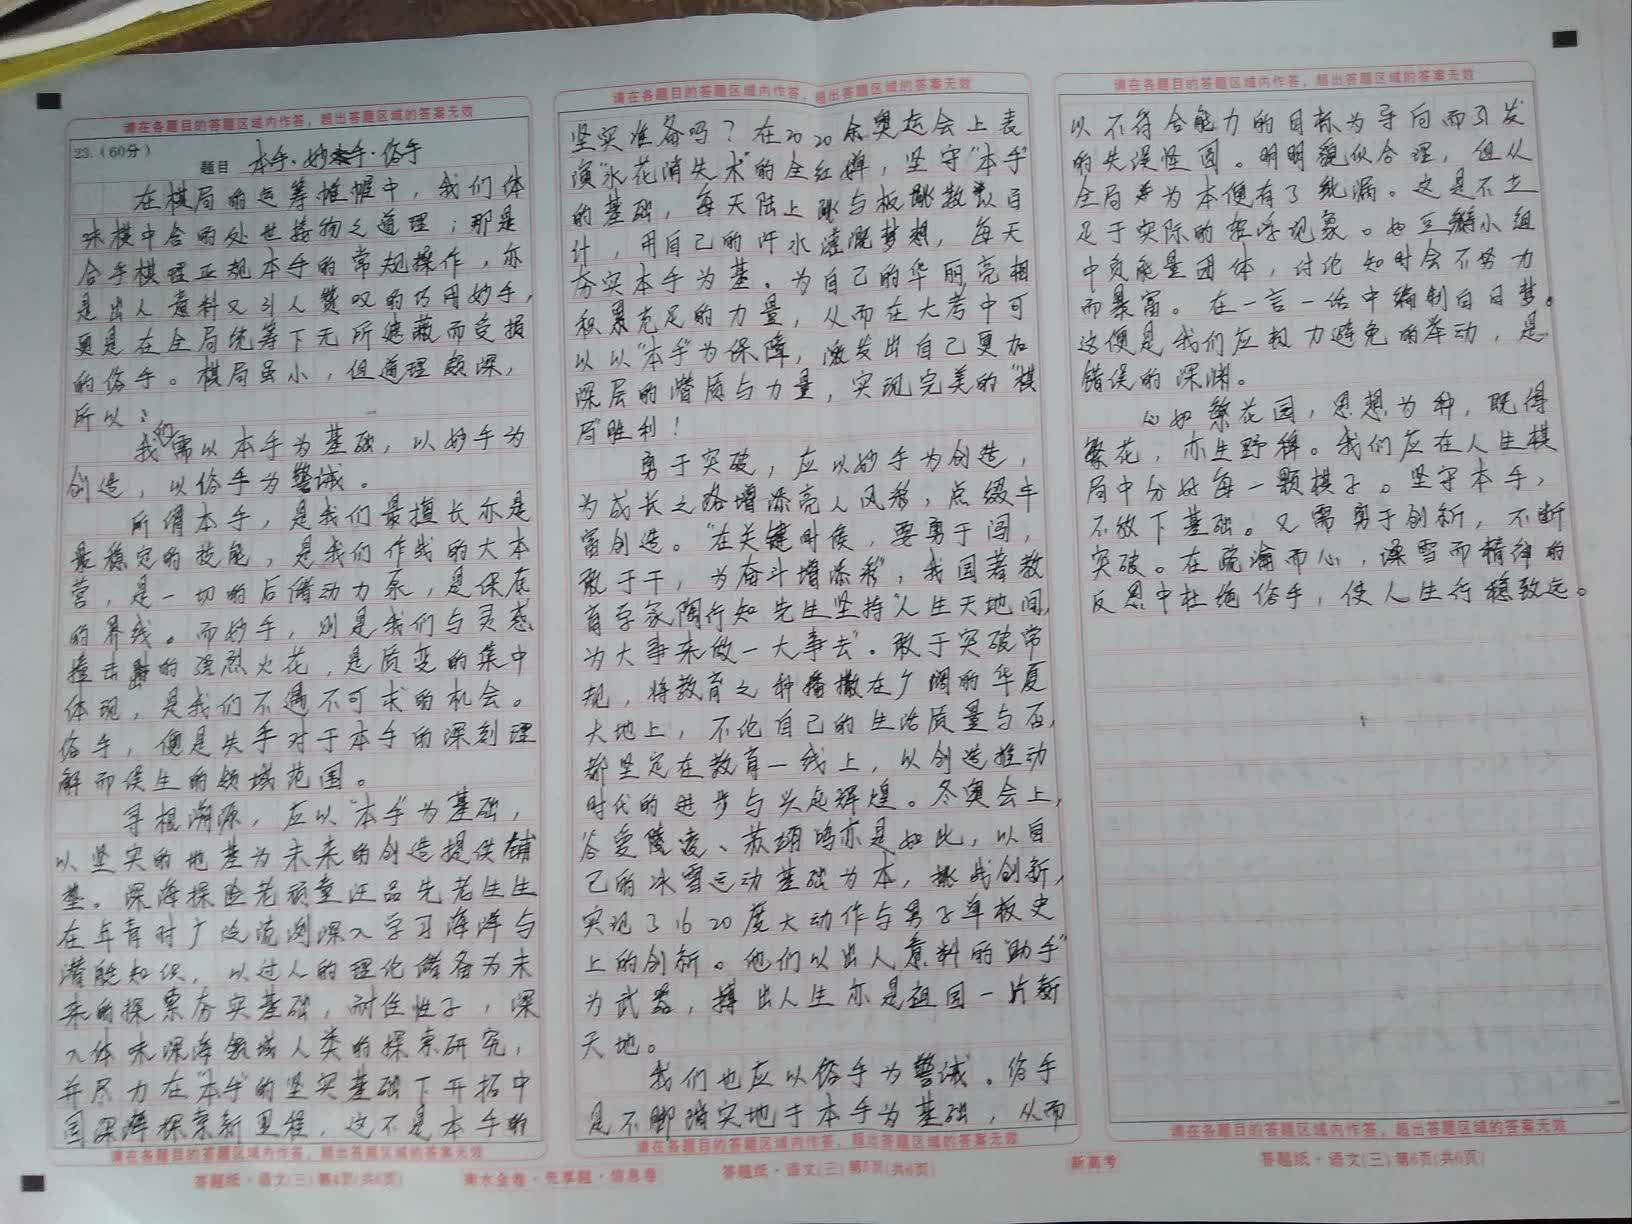 请在各题目的答题区域内作答，超出答题区域的答案无效
23.（60分）
题目 本手、妙手·俗手
在棋局的运筹帷幄中，我们体
味棋中含的处世接物之道理；那是
合乎棋理正规本手的常规操作，亦
是出人意料又引人赞叹的巧用妙手，
更是在全局统筹下无所遮蔽而受损
的俗手。棋局虽小，但道理颇深，
所以：
我们需以本手为基础，以妙手为
创造，以俗手为警诫。
所谓本手，是我们最擅长亦是
最稳定的技能，是我们作战的大本
营，是一切的后备动力系，是保底
的界线。而妙手，则是我们与灵感
撞击出的强烈火花，是质变的集中
体现，是我们不遇不可求的机会。
俗手，便是失手对于本手的深刻理
解而误生的领域范围。
寻根溯源，应以"本手"为基础，
以坚实的地基为未来的创造提供铺
垫。深海探险老顽童汪品先老先生
在年青时广泛浏深入学习海洋与
潜艇知识，以过人的理论储备为未
来的探索夯实基础，耐住性子，深
入体味深海领域人类的探索研究，
并尽力在"本手"的坚实基础下开拓中
国深海探索新里程，这不是本手的
请在各题目的答题区域内作答，超出答题区域的答案无效
答题纸·语文(三) 第4页(共6页)
请在各题目的答题区域内作答，超出答题区域的答案无效
坚实准备吗？在2020余奥运会上表
演"水花消失术"的全红婵，坚守"本手"
的基础，每天陆上跳与板跳数以百
计，用自己的汗水灌溉梦想，每天
夯实本手为基。为自己的华丽亮相
积累充足的力量，从而在大考中可
以以"本手"为保障，激发出自己更加
深层的潜质与力量，实现完美的"棋
局"胜利！
勇于突破，应以妙手为创造，
为成长之路增添亮人风彩，点缀丰
富创造。"在关键时候，要勇于闯，
敢于干，为奋斗增添彩"，我国著教
育学家陶行知先生坚持"人生天地间，
为大事来做一大事去"。敢于突破常
规，将教育之种播撒在广阔的华夏
大地上，不论自己的生活质量与否，
都坚定在教育一线上，以创造推动
时代的进步与兴起辉煌。冬奥会上，
谷爱陵凌、苏翊鸣亦是如此，以自
己的冰雪运动基础为本，挑战创新，
实现了1620度大动作与男子单板史
上的创新。他们以出人意料的"助手"
为武器，搏出人生亦是祖国一片新
天地。
我们也应以俗手为警诫。俗手
是不脚踏实地于本手为基础，从而
请在各题目的答题区域内作答，超出答题区域的答案无效
衡水金卷·先享题·信息卷 答题纸·语文(三) 第5页(共6页)
请在各题目的答题区域内作答，超出答题区域的答案无效
以不符合能力的目标为导向而引发
的失误怪圈。明明貌似合理，但从
全局为本便有了纰漏。这是不立
足于实际的轻浮现象。如豆瓣小组
中负能量团体，讨论如时会不努力
而暴富。在一言一话中编制白日梦。
这便是我们应极力避免的举动，是
错误的深渊。
心如繁花园，思想为种，既得
繁花，亦生野稗。我们应在人生棋
局中分好每一颗棋子。坚守本手，
不放下基础。又需勇于创新，不断
突破。在疏瀹而心，澡雪而精神的
反思中杜绝俗手，使人生行稳致远。
请在各题目的答题区域内作答，超出答题区域的答案无效
新高考 答题纸·语文(三) 第6页(共6页)